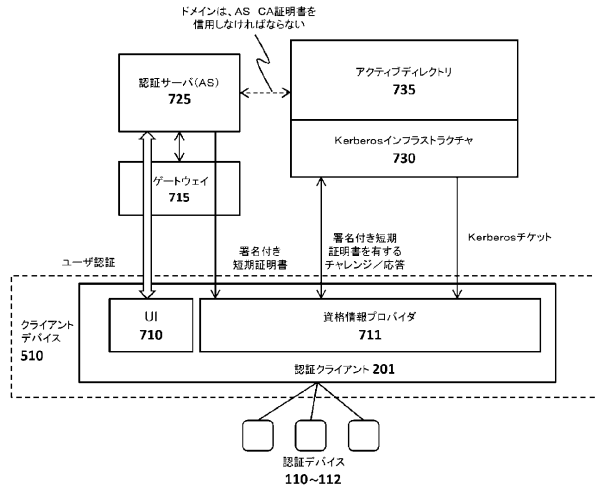 ドメインは、AS CA証明書を
信用しなければならない
認証サーバ(AS)
725
アクティブディレクトリ
735
Kerberosインフラストラクチャ
730
ゲートウェイ
715
ユーザ認証
署名付き
短期証明書
署名付き短期
証明書を有する
チャレンジ/応答
Kerberosチケット
クライアント
デバイス
510
UI
710
資格情報プロバイダ
711
認証クライアント 201
認証デバイス
110~112